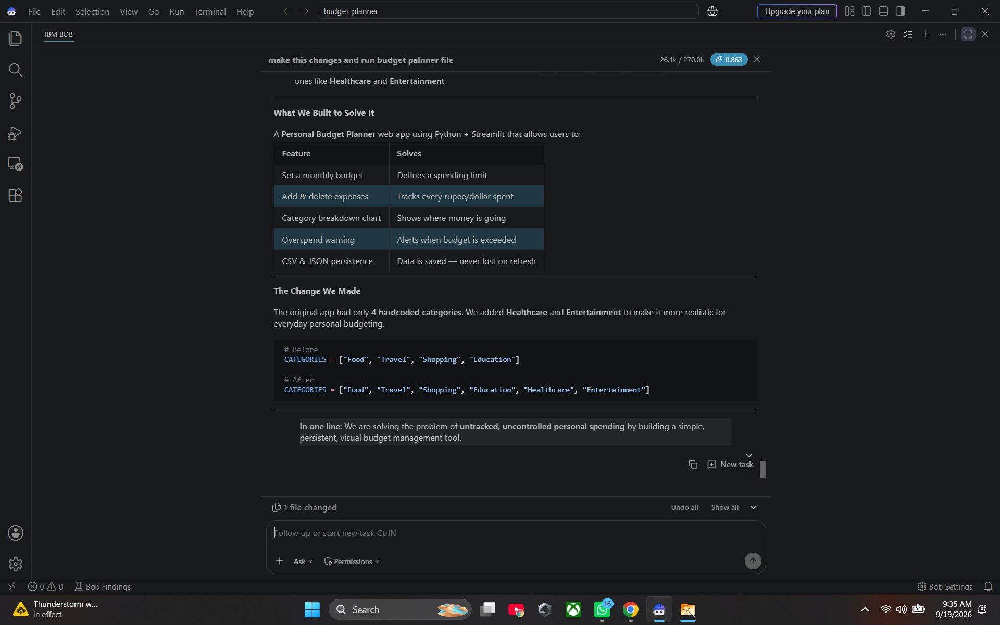 File Edit Selection View Go Run Terminal Help
budget_planner
Upgrade your plan
IBM BOB
make this changes and run budget palnner file
26.1k / 270.0k
0.863
ones like Healthcare and Entertainment
What We Built to Solve It
A Personal Budget Planner web app using Python + Streamlit that allows users to:
Feature Solves
Set a monthly budget Defines a spending limit
Add & delete expenses Tracks every rupee/dollar spent
Category breakdown chart Shows where money is going
Overspend warning Alerts when budget is exceeded
CSV & JSON persistence Data is saved — never lost on refresh
The Change We Made
The original app had only 4 hardcoded categories. We added Healthcare and Entertainment to make it more realistic for
everyday personal budgeting.
# Before
CATEGORIES = ["Food", "Travel", "Shopping", "Education"]
# After
CATEGORIES = ["Food", "Travel", "Shopping", "Education", "Healthcare", "Entertainment"]
In one line: We are solving the problem of untracked, uncontrolled personal spending by building a simple,
persistent, visual budget management tool.
New task
1 file changed
Undo all Show all
Follow up or start new task CtrlN
Ask Permissions
0 0 Bob Findings
Bob Settings
Thunderstorm w...
In effect
Search
16
9:35 AM
9/19/2026